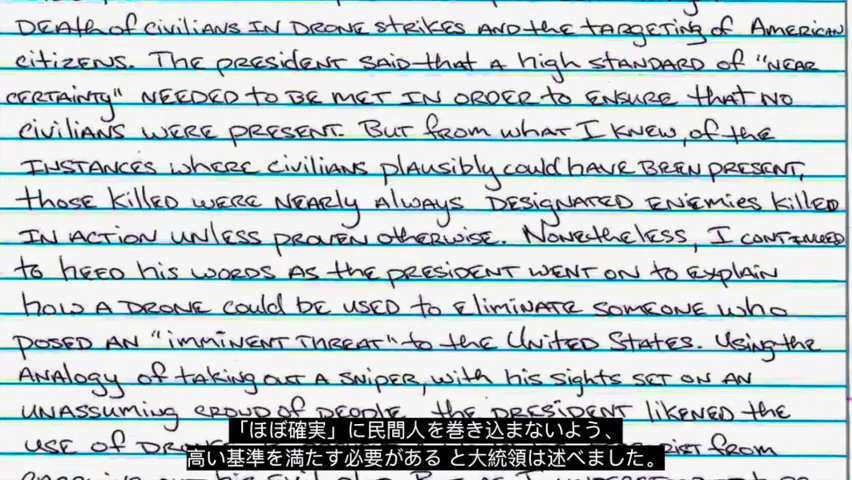 DEATH of civilians IN DRONE STRIKES AND the TARGETING of AMERICAN
citizens. The PRESIDENT SAID that A high STANDARD of "NEAR
CERTAINTY" NEEDED to BE MET IN ORDER to ENSURE that NO
civilians WERE PRESENT. But from what I KNEW, of the
INSTANCES where civilians plausibly could HAVE BEEN PRESENT,
those killed WERE NEARLY ALWAYS DESIGNATED ENEMIES killed
IN ACTION UNLESS PROVEN otherwise. Nonetheless, I CONTINUED
to heed his WORDS AS the PRESIDENT WENT ON to explain
how A DRONE could BE USED to eliminate SOMEONE who
POSED AN "imminENT THREAT" to the UNITED STATES. Using the
ANALogy of taking out A SNIPER, with his sights SET ON AN
UNASSUMING CROWD of PEOPLE, the PRESIDENT likened the
USE of from
「ほぼ確実」に民間人を巻き込まないよう、
高い基準を満たす必要がある と大統領は述べました。